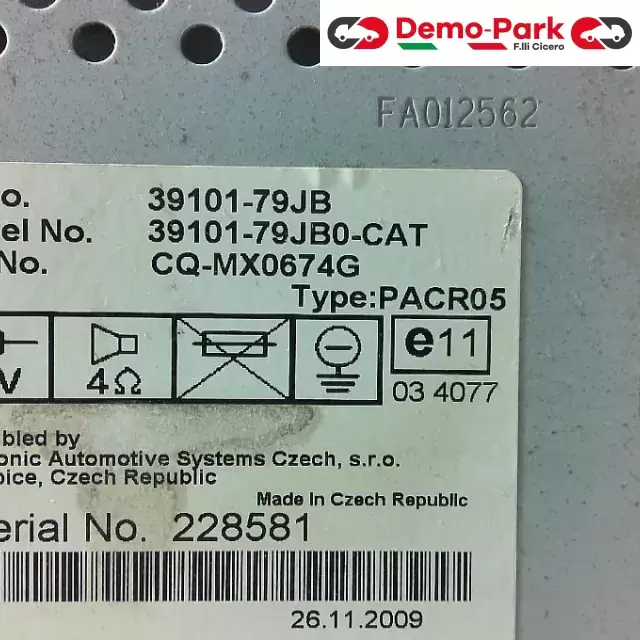 Demo-Park
F.lli Cicero
FA012562
o. 39101-79JB
el No. 39101-79JB0-CAT
No. CQ-MX0674G
Type:PACR05
V 4Ω e11
03 4077
bled by
onic Automotive Systems Czech, s.r.o.
oice, Czech Republic
Made In Czech Republic
erial No. 228581
26.11.2009